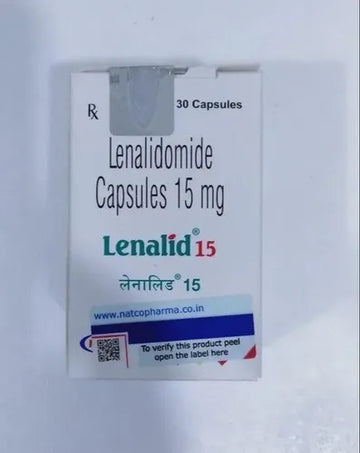 Rx 30 Capsules
Lenalidomide
Capsules 15 mg
Lenalid® 15
लेनालिड® 15
www.natcopharma.co.in
To verify this product peel
open the label here